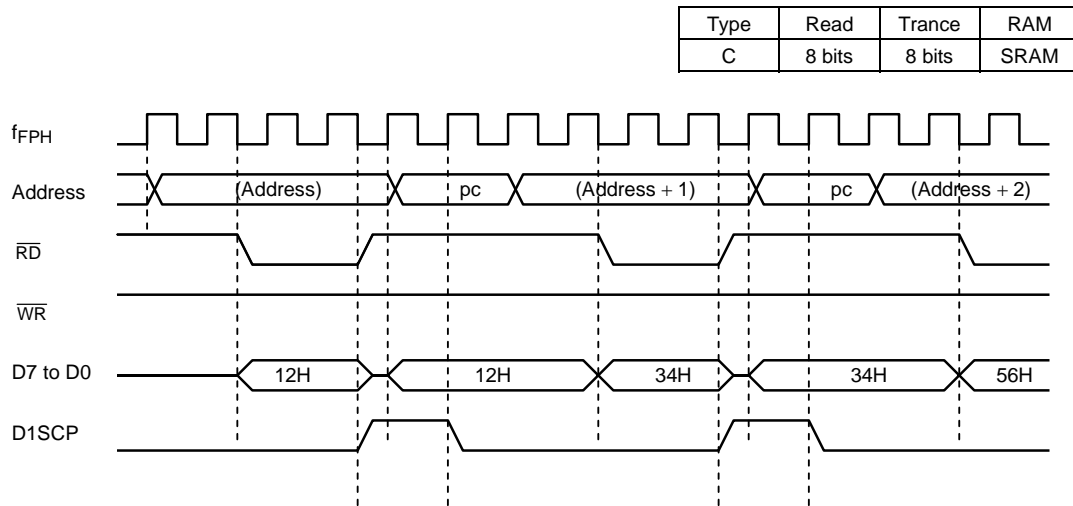 Type Read Trance RAM
C 8 bits 8 bits SRAM
fFPH
Address (Address) pc (Address + 1) pc (Address + 2)
RD
WR
D7 to D0 12H 12H 34H 34H 56H
D1SCP